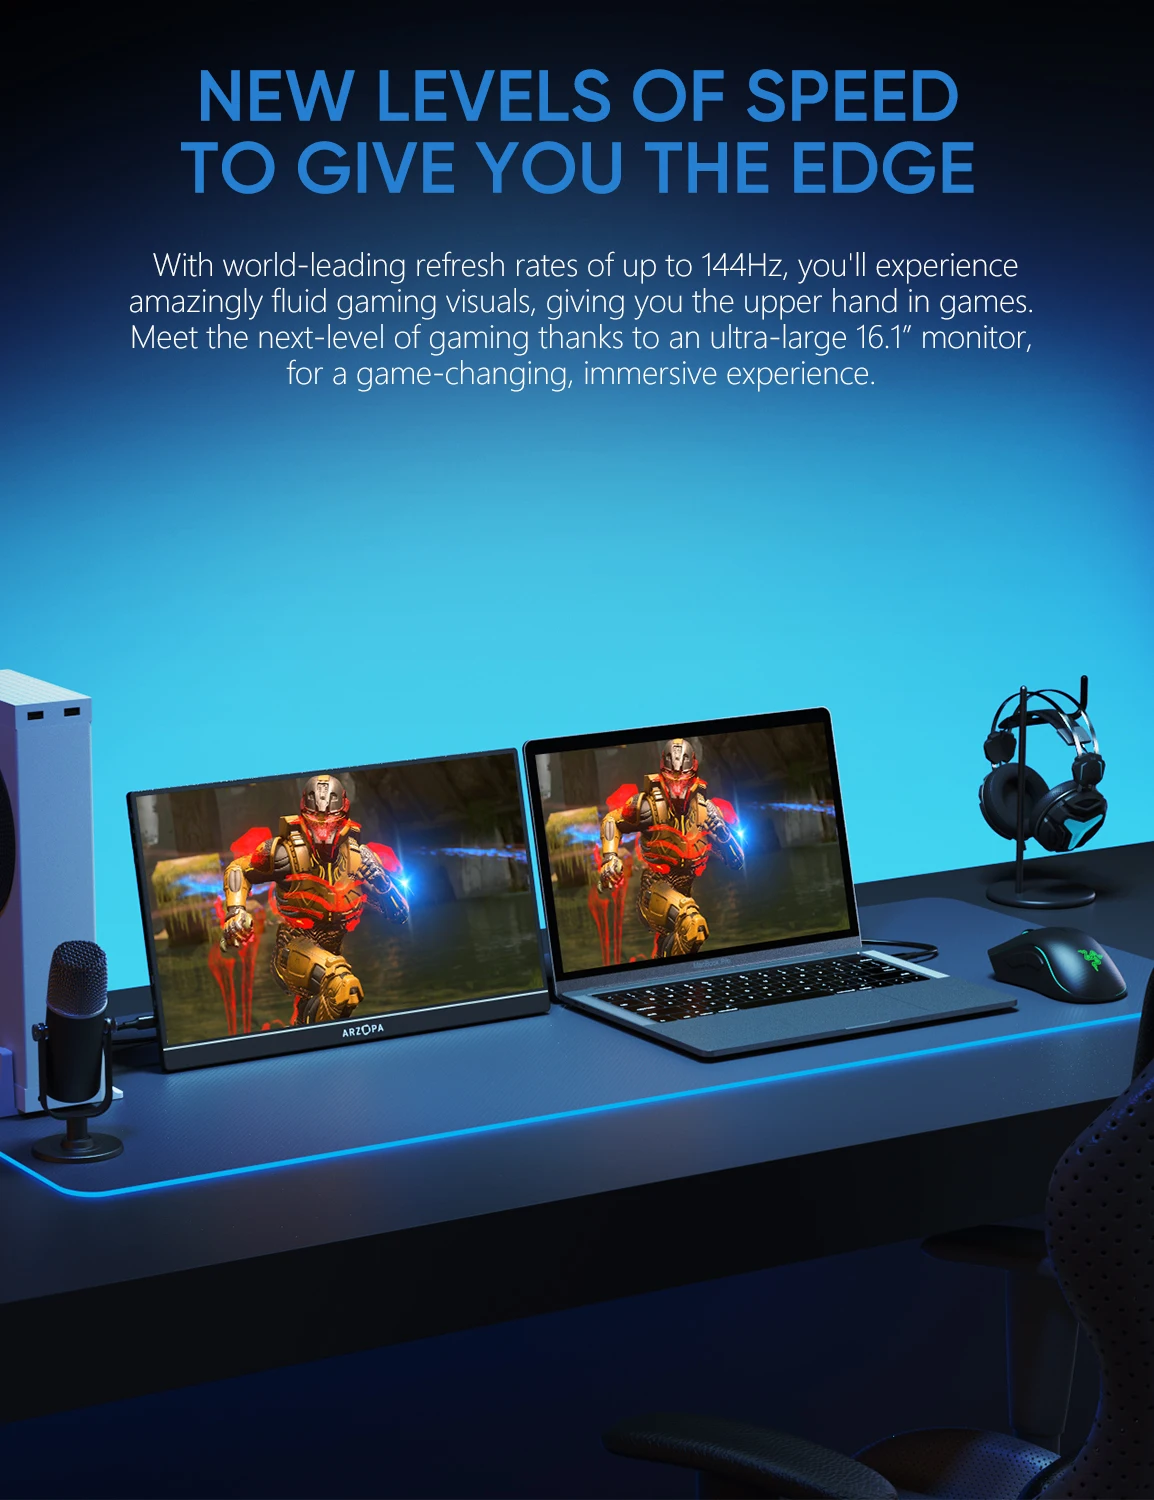 NEW LEVELS OF SPEED
TO GIVE YOU THE EDGE
With world-leading refresh rates of up to 144Hz, you'll experience
amazingly fluid gaming visuals, giving you the upper hand in games.
Meet the next-level of gaming thanks to an ultra-large 16.1” monitor,
for a game-changing, immersive experience.
ARZOPA